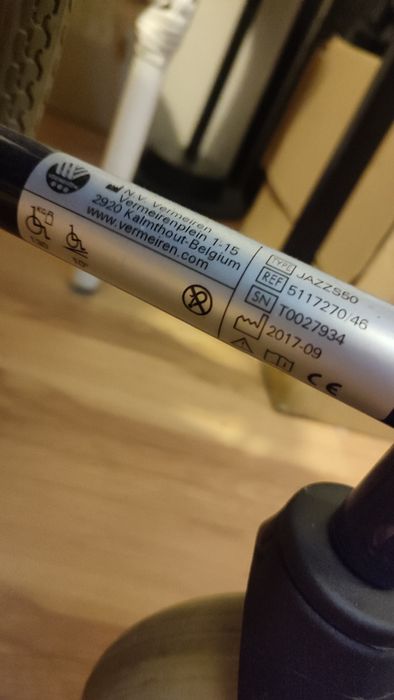 N.V. Vermeiren
Vermeirenplein 1-15
2920 Kalmthout-Belgium
www.vermeiren.com
TYPE JAZZS50
REF 5117270/46
SN T0027934
2017-09
CE